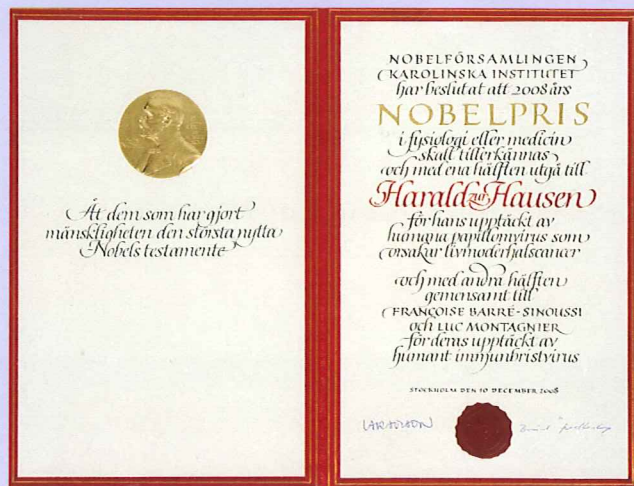 Åt dem som har gjort
mänskligheten den största nytta
Nobels testamente
NOBELFÖRSAMLINGEN
KAROLINSKA INSTITUTET
har beslutat att 2008 års
NOBELPRIS
i fysiologi eller medicin
skall tillerkännas
och med ena hälften utgå till
Harald zur Hausen
för hans upptäckt av
humana papillomvirus som
orsakar livmoderhalscancer
och med andra hälften
gemensamt till
FRANÇOISE BARRÉ-SINOUSSI
och LUC MONTAGNIER
för deras upptäckt av
humant immunbristvirus
STOCKHOLM DEN 10 DECEMBER 2008